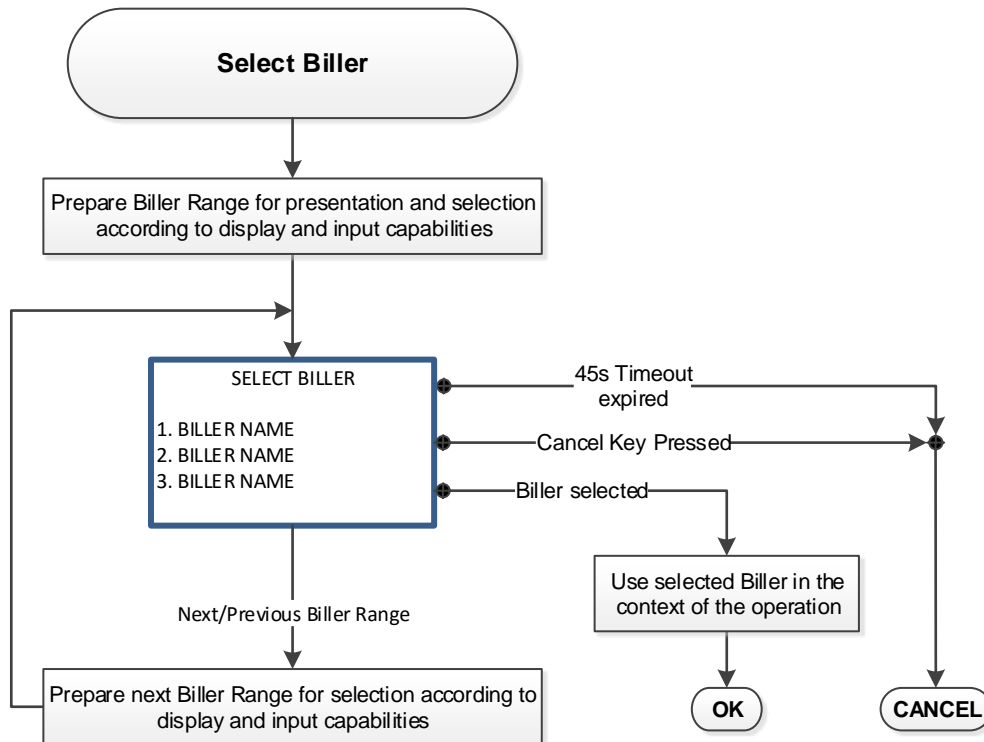 Select Biller
Prepare Biller Range for presentation and selection
according to display and input capabilities
SELECT BILLER
1. BILLER NAME
2. BILLER NAME
3. BILLER NAME
45s Timeout
expired
Cancel Key Pressed
Biller selected
Use selected Biller in the
context of the operation
Next/Previous Biller Range
Prepare next Biller Range for selection according to
display and input capabilities
OK
CANCEL